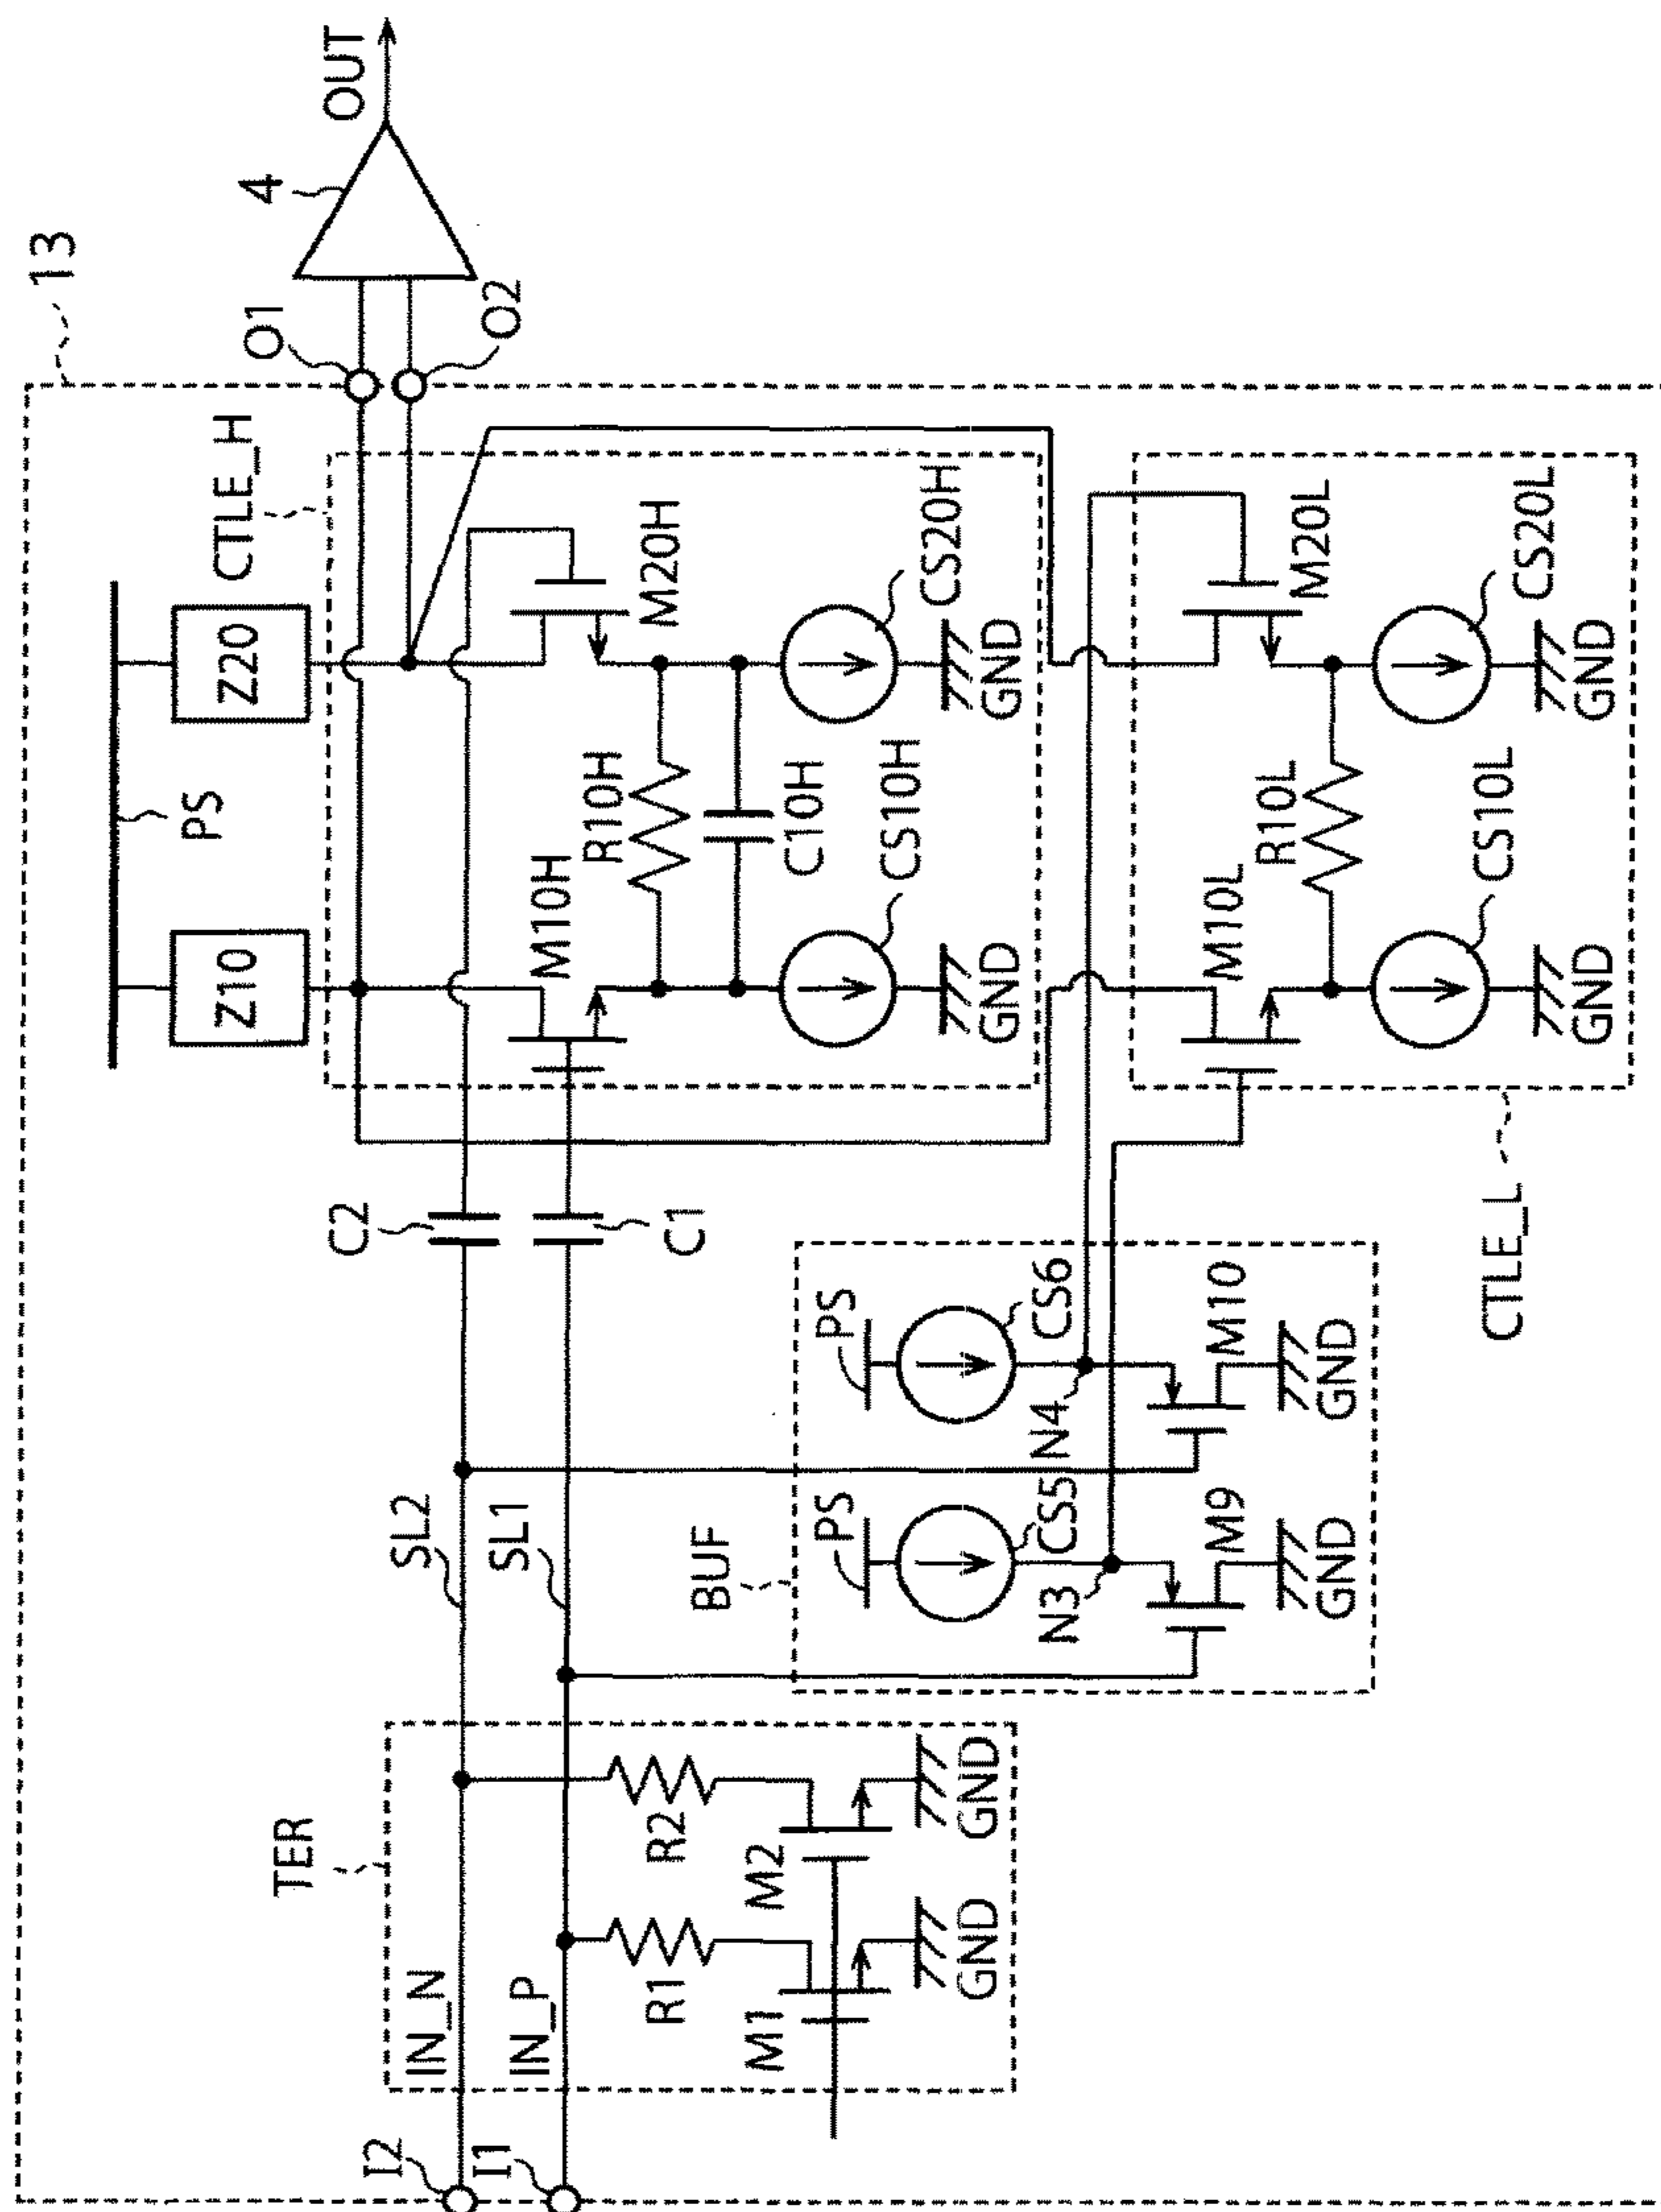 13
PS
Z10
Z20
CTLE_H
O1
O2
4
OUT
M10H
R10H
C10H
M20H
CS10H
CS20H
GND
GND
C2
C1
SL2
SL1
TER
IN_N
IN_P
I2
I1
R1
R2
M1
M2
GND
GND
BUF
PS
PS
CS5
CS6
N3
N4
M9
M10
GND
GND
CTLE_L
M10L
R10L
M20L
CS10L
CS20L
GND
GND